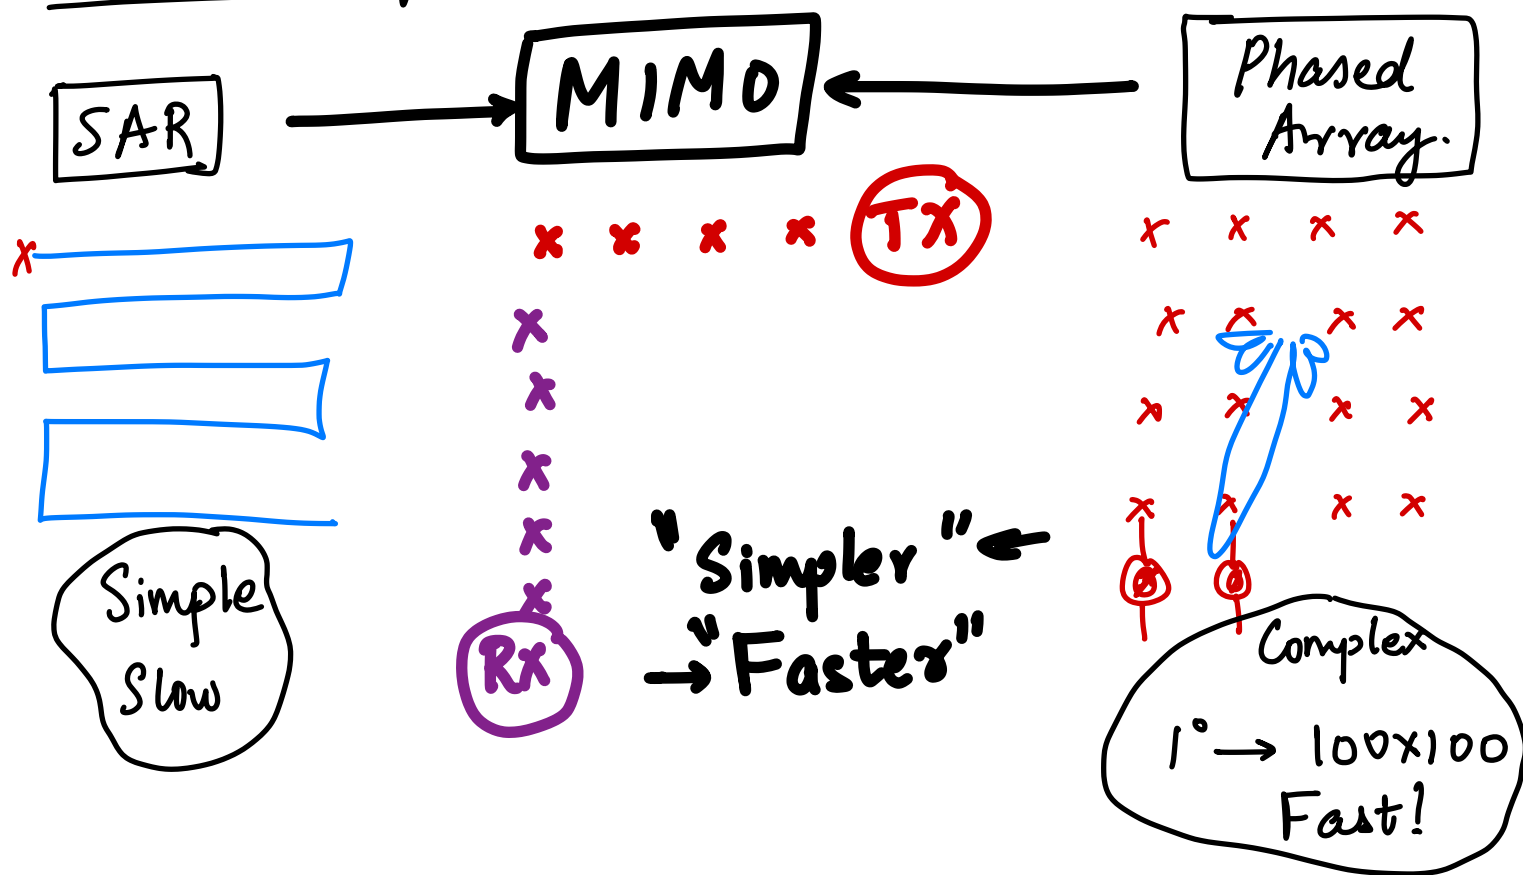 SAR
MIMO
Phased
Array.
TX
Rx
"Simpler"
"Faster"
Simple
Slow
Complex
1° → 100x100
Fast!